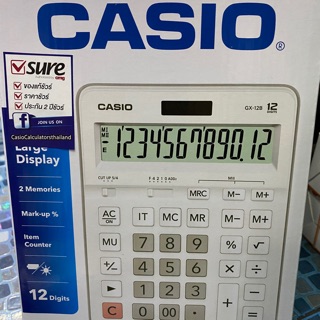 CASIO®
sure
ของแท้ชัวร์
ราคาชัวร์
ประกัน 2 ปีชัวร์
JOIN US ON
f
CasioCalculatorsthailand
Large
Display
2 Memories
Mark-up %
Item
Counter
12 Digits
CASIO
GX-12B
12
1234567890.12
CUT UP 5/4
F 4 2 1 0 ADD2
MII
MRC M− M+
AC IT MC MR M− M+
ON
MU 7 8 9 % √
+/− 4 5 6 × ÷
▶ 1 2 3 + −
C 0 00 . =